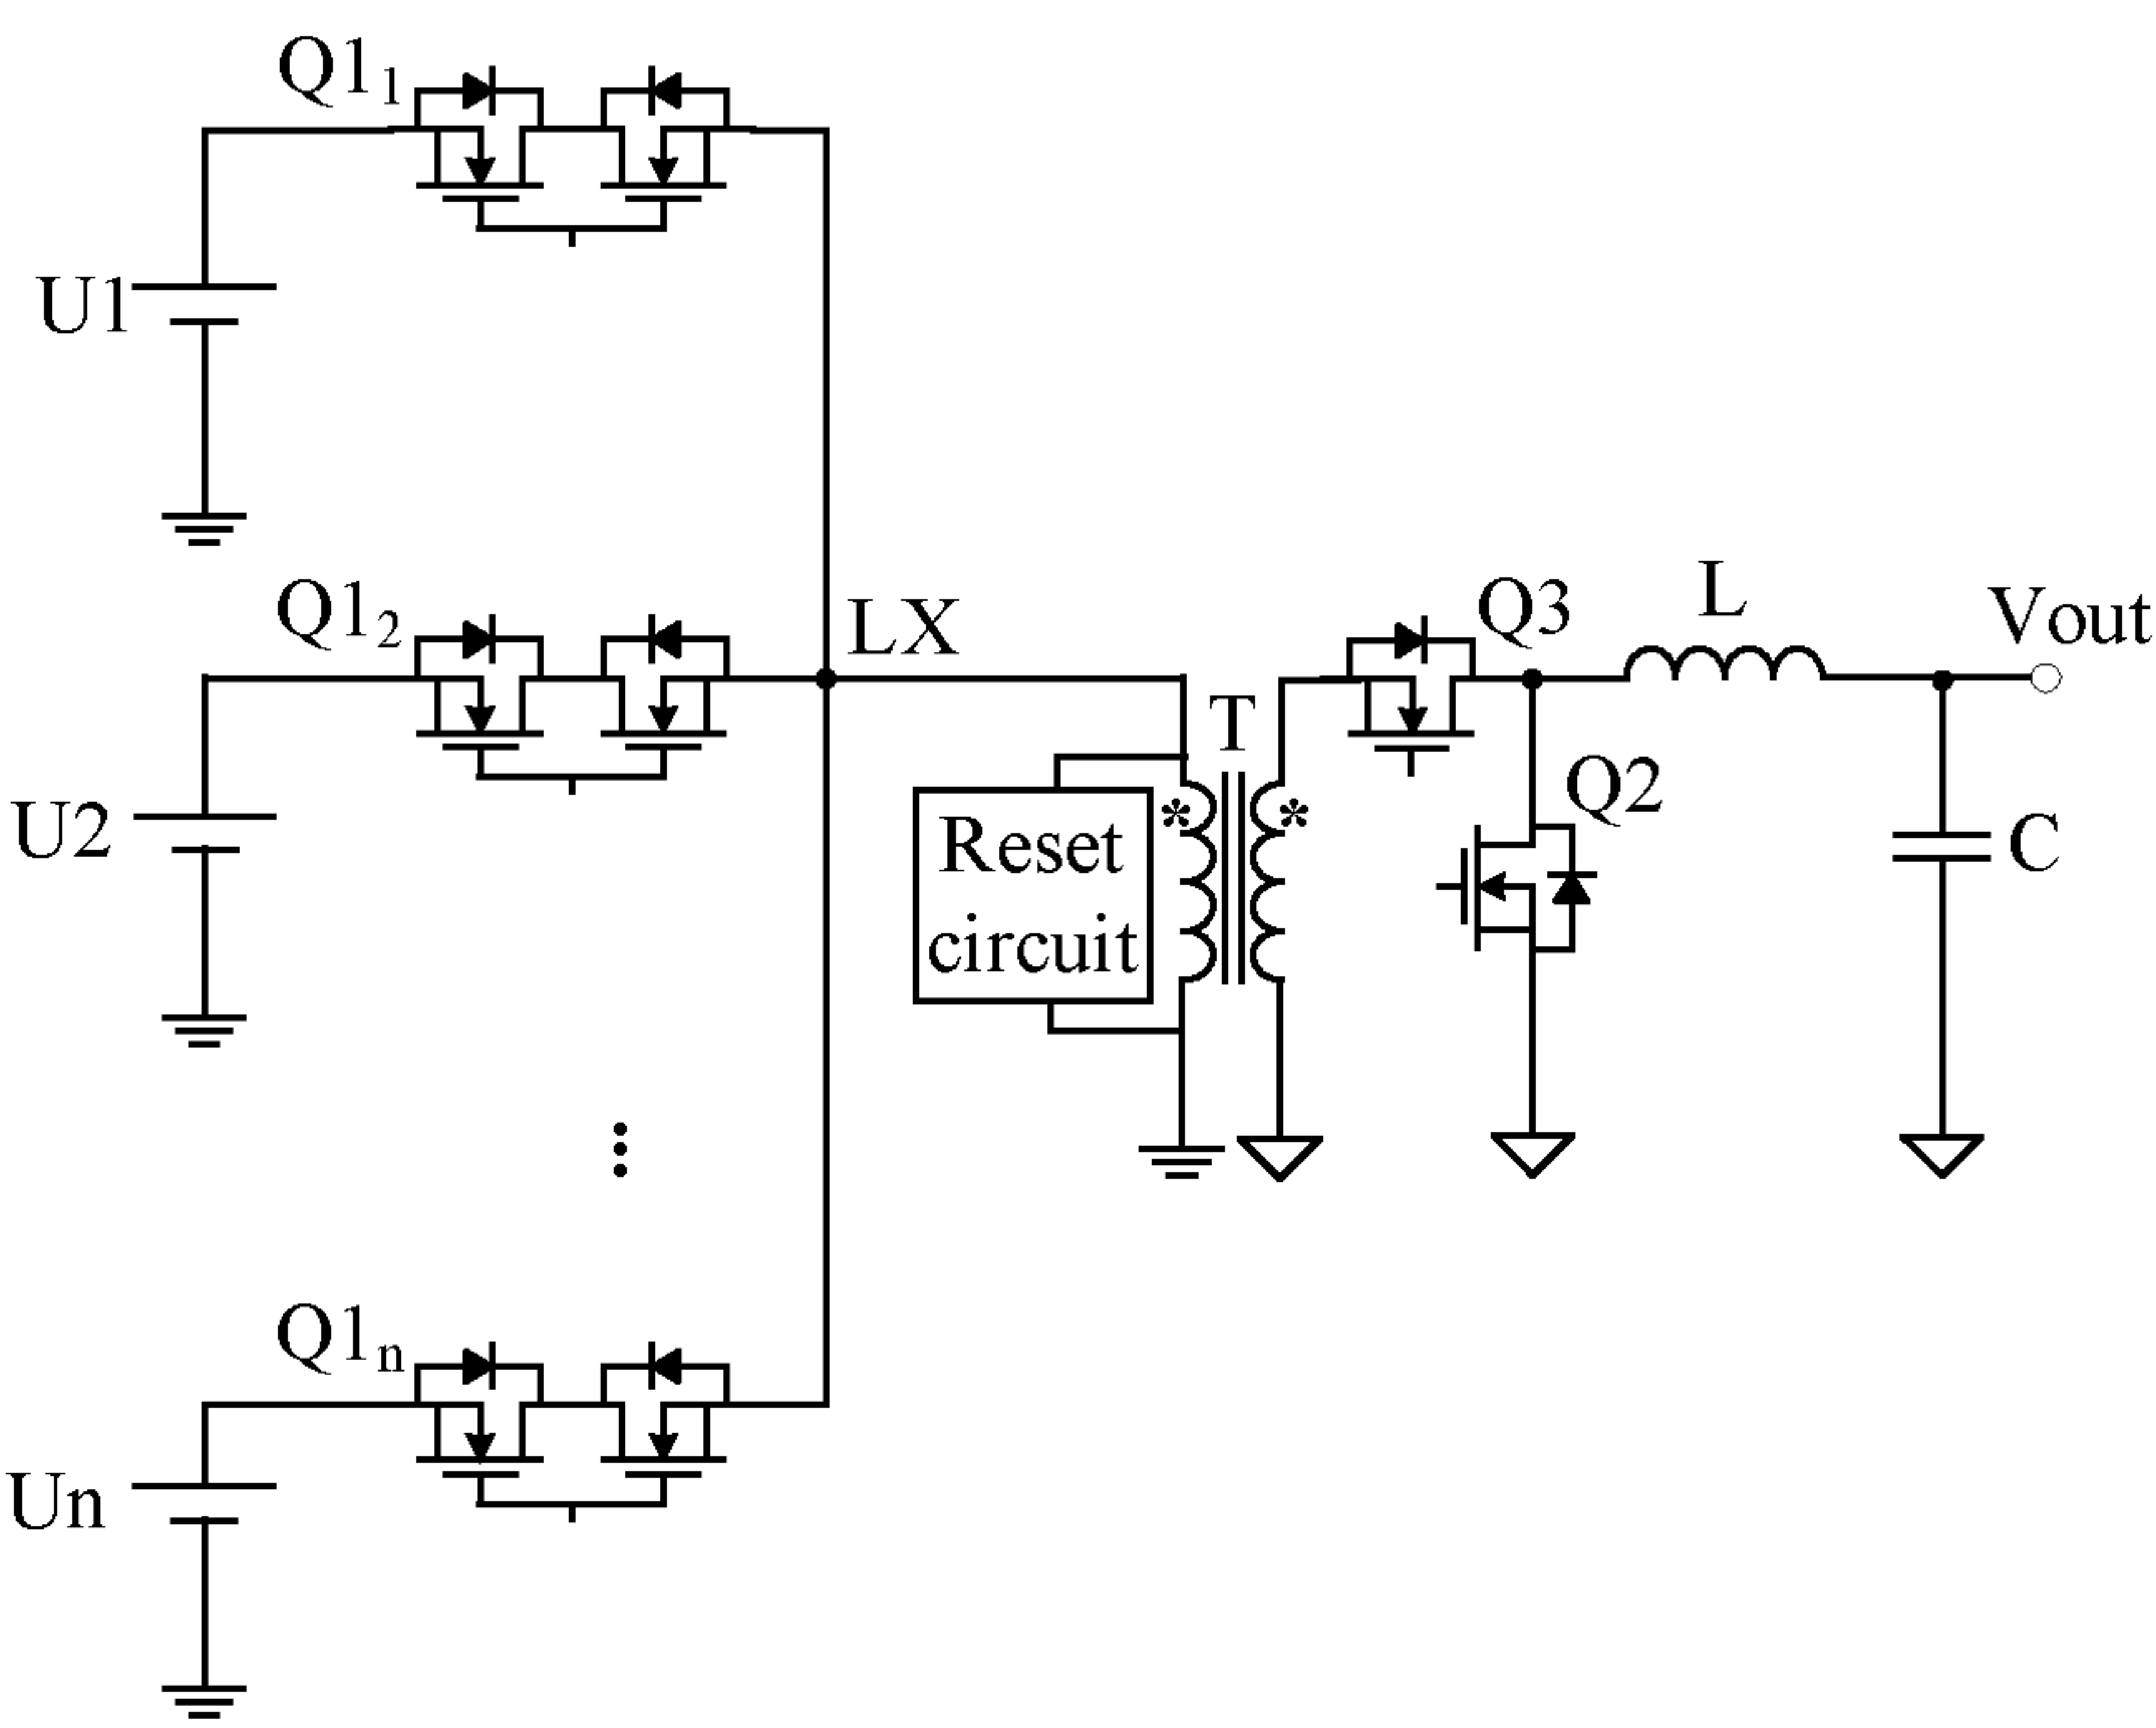 Q1₁
U1
Q1₂
LX
Q3
L
Vout
T
Q2
U2
*
*
Reset
circuit
C
Q1ₙ
Un